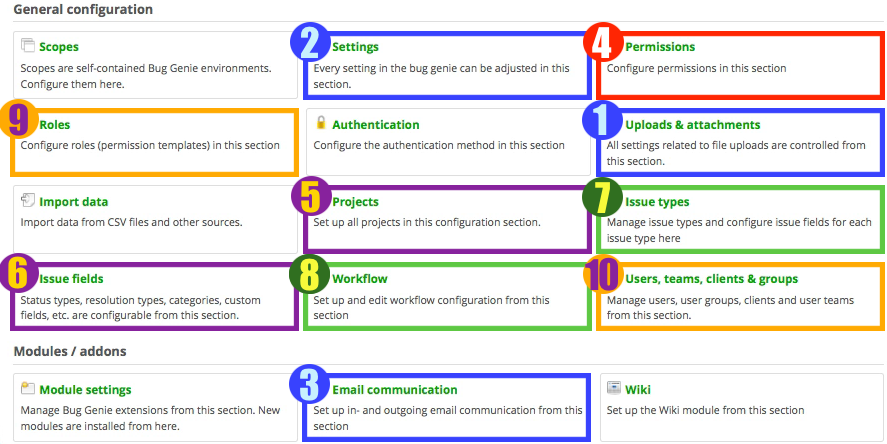 General configuration
Scopes
Scopes are self-contained Bug Genie environments.
Configure them here.
2 Settings
Every setting in the bug genie can be adjusted in this
section.
4 Permissions
Configure permissions in this section
9 Roles
Configure roles (permission templates) in this section
Authentication
Configure the authentication method in this section
1 Uploads & attachments
All settings related to file uploads are controlled from
this section.
Import data
Import data from CSV files and other sources.
5 Projects
Set up all projects in this configuration section.
7 Issue types
Manage issue types and configure issue fields for each
issue type here
6 Issue fields
Status types, resolution types, categories, custom
fields, etc. are configurable from this section.
8 Workflow
Set up and edit workflow configuration from this
section
10 Users, teams, clients & groups
Manage users, user groups, clients and user teams
from this section.
Modules / addons
Module settings
Manage Bug Genie extensions from this section. New
modules are installed from here.
3 Email communication
Set up in- and outgoing email communication from this
section
Wiki
Set up the Wiki module from this section